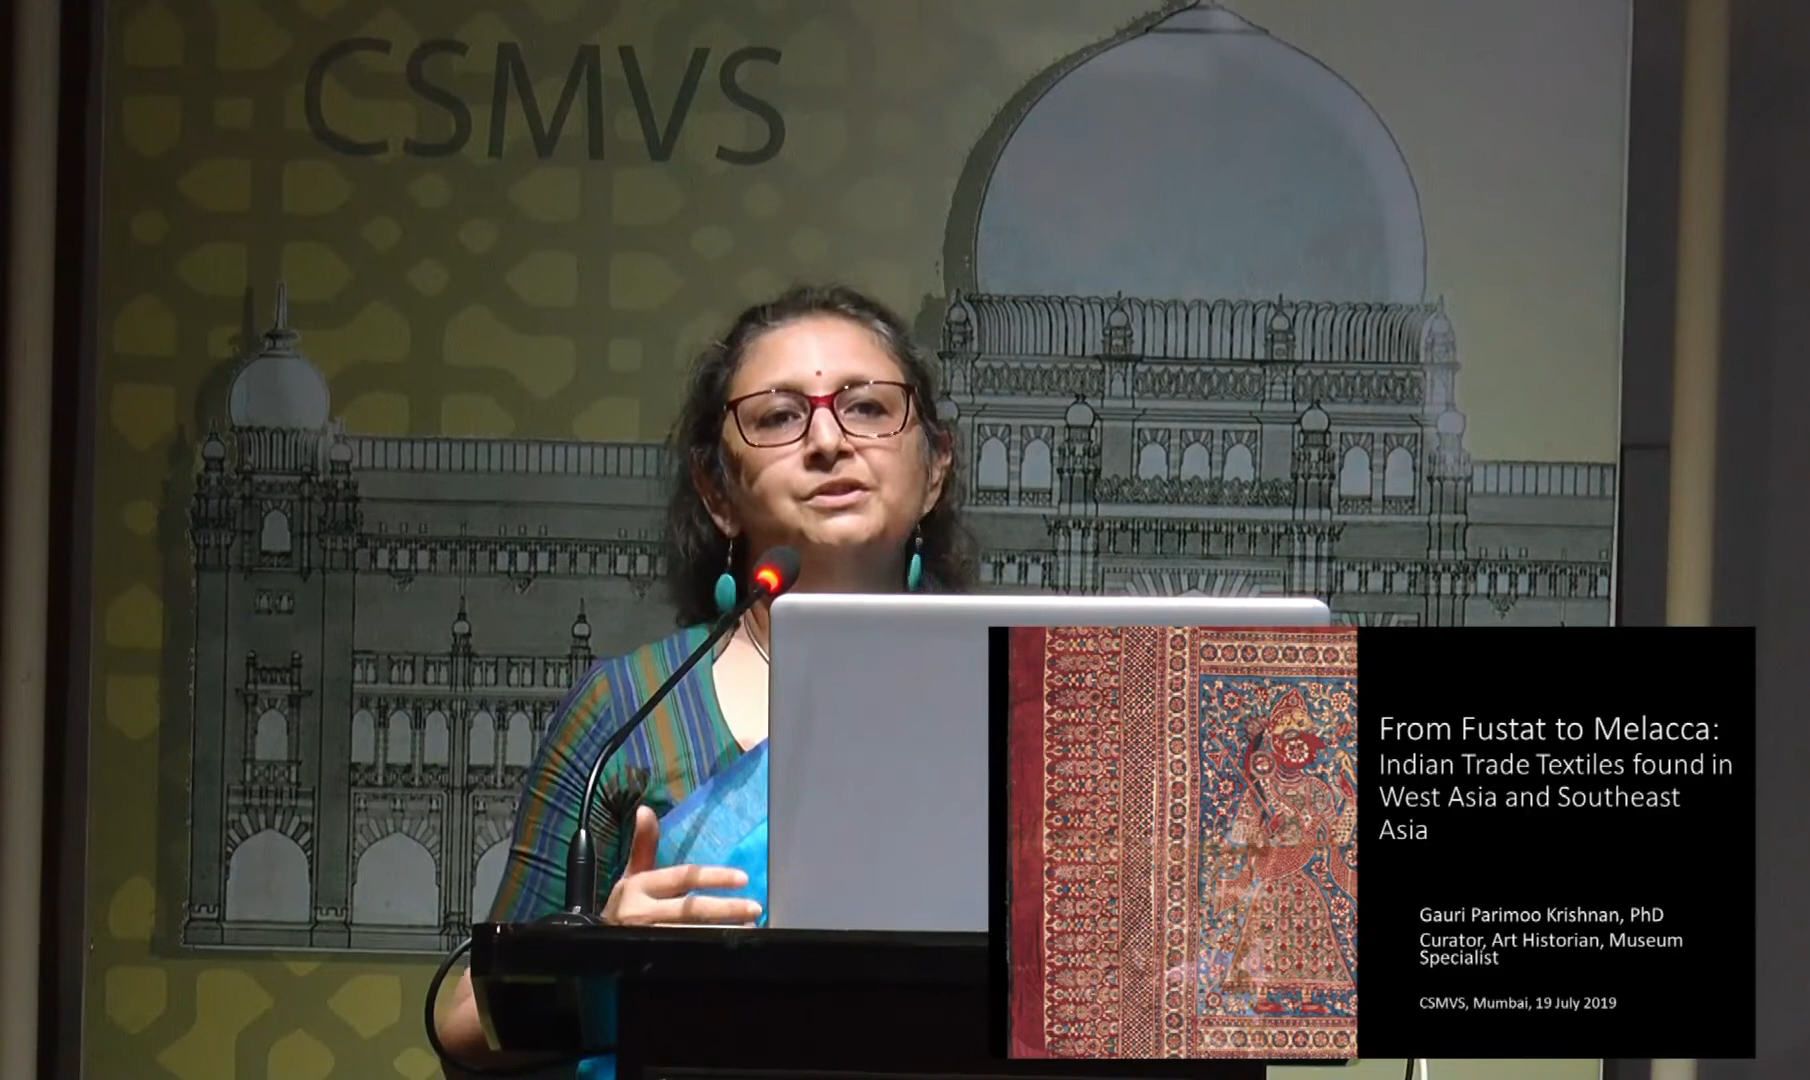 CSMVS
From Fustat to Melacca:
Indian Trade Textiles found in
West Asia and Southeast
Asia
Gauri Parimoo Krishnan, PhD
Curator, Art Historian, Museum
Specialist
CSMVS, Mumbai, 19 July 2019